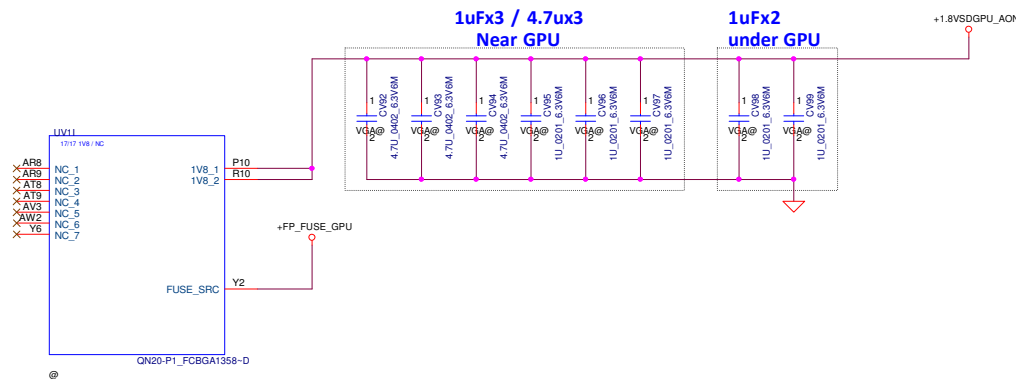 1uFx3 / 4.7ux3
Near GPU
1uFx2
under GPU
+1.8VSDGPU_AON
1
CV92
4.7U_0402_6.3V6M
VGA@
2
1
CV93
4.7U_0402_6.3V6M
VGA@
2
1
CV94
4.7U_0402_6.3V6M
VGA@
2
1
CV95
1U_0201_6.3V6M
VGA@
2
1
CV96
1U_0201_6.3V6M
VGA@
2
1
CV97
1U_0201_6.3V6M
VGA@
2
1
CV98
1U_0201_6.3V6M
VGA@
2
1
CV99
1U_0201_6.3V6M
VGA@
2
17/17 1V8 / NC
AR8 NC_1
AR9 NC_2
AT8 NC_3
AT9 NC_4
AV3 NC_5
AW2 NC_6
Y6 NC_7
1V8_1 P10
1V8_2 R10
+FP_FUSE_GPU
FUSE_SRC Y2
QN20-P1_FCBGA1358~D
@